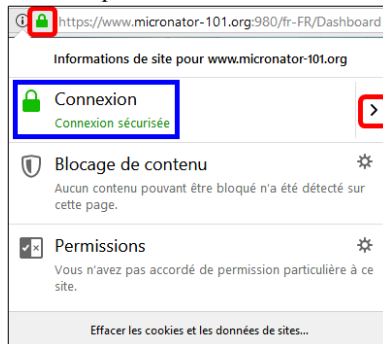 https://www.micronator-101.org:980/fr-FR/Dashboard
Informations de site pour www.micronator-101.org
Connexion
Connexion sécurisée
Blocage de contenu
Aucun contenu pouvant être bloqué n'a été détecté sur
cette page.
Permissions
Vous n'avez pas accordé de permission particulière à ce
site.
Effacer les cookies et les données de sites...